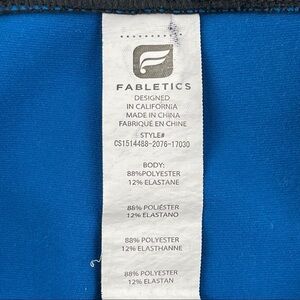 FABLETICS
DESIGNED
IN CALIFORNIA
MADE IN CHINA
FABRIQUÉ EN CHINE
STYLE#
CS1514488-2076-17030
BODY:
88%POLYESTER
12% ELASTANE
88% POLIÉSTER
12% ELASTANO
88% POLYESTER
12% ELASTHANNE
88% POLYESTER
12% ELASTAN